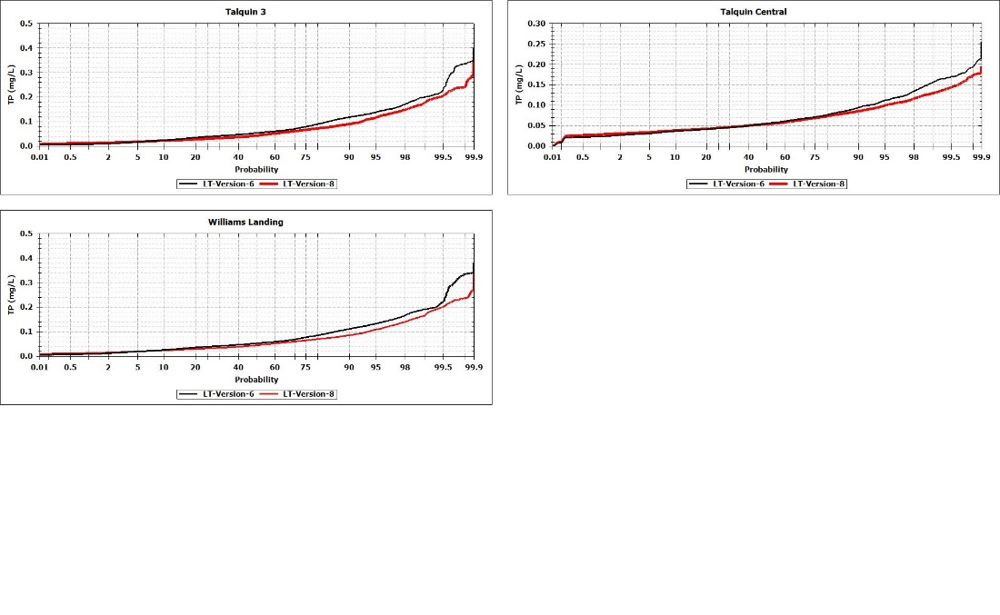 Talquin 3
0.5
0.4
0.3
0.2
0.1
0.0
TP (mg/L)
0.01 0.5 2 5 10 20 40 60 75 90 95 98 99.5 99.9
Probability
LT-Version-6 LT-Version-8
Talquin Central
0.30
0.25
0.20
0.15
0.10
0.05
0.00
TP (mg/L)
0.01 0.5 2 5 10 20 40 60 75 90 95 98 99.5 99.9
Probability
LT-Version-6 LT-Version-8
Williams Landing
0.5
0.4
0.3
0.2
0.1
0.0
TP (mg/L)
0.01 0.5 2 5 10 20 40 60 75 90 95 98 99.5 99.9
Probability
LT-Version-6 LT-Version-8